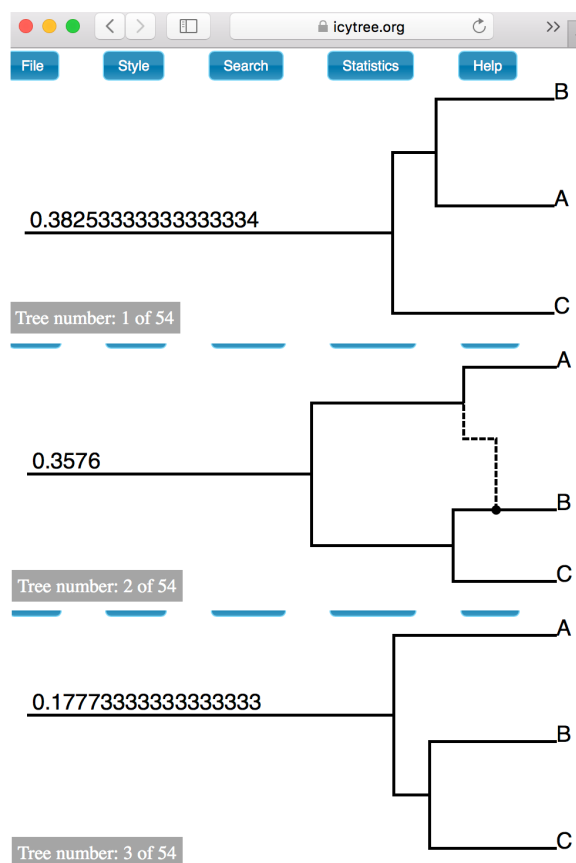 icytree.org
>>
File Style Search Statistics Help
B
0.38253333333333334
A
C
Tree number: 1 of 54
A
0.3576
B
C
Tree number: 2 of 54
A
0.17773333333333333
B
C
Tree number: 3 of 54